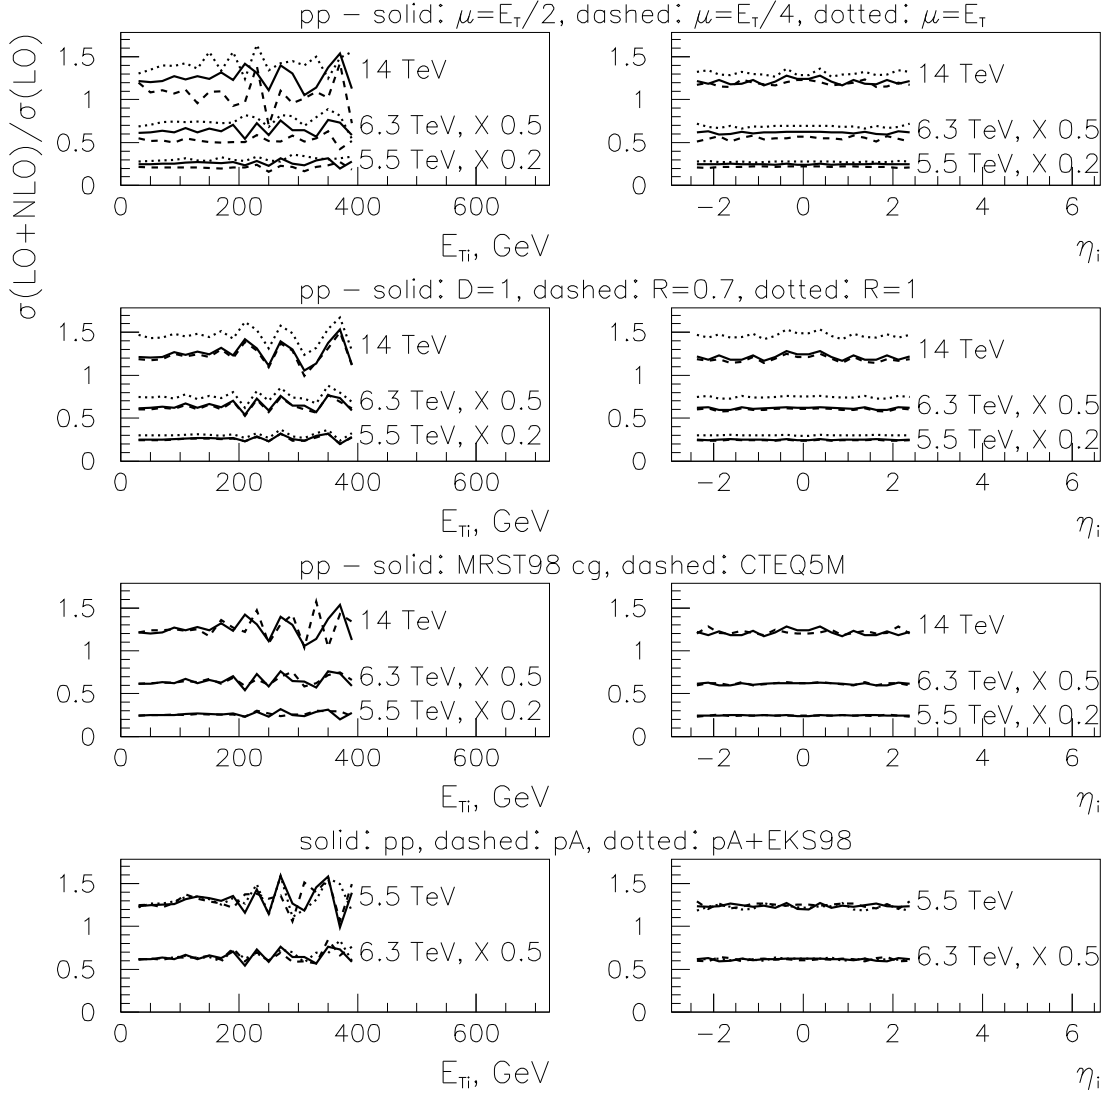 pp − solid: μ=E_T/2, dashed: μ=E_T/4, dotted: μ=E_T
σ(LO+NLO)/σ(LO)
1.5
1
0.5
0
14 TeV
6.3 TeV, X 0.5
5.5 TeV, X 0.2
0 200 400 600
E_Ti, GeV
14 TeV
6.3 TeV, X 0.5
5.5 TeV, X 0.2
1.5
1
0.5
0
−2 0 2 4 6
η_i
pp − solid: D=1, dashed: R=0.7, dotted: R=1
1.5
1
0.5
0
14 TeV
6.3 TeV, X 0.5
5.5 TeV, X 0.2
0 200 400 600
E_Ti, GeV
1.5
1
0.5
0
14 TeV
6.3 TeV, X 0.5
5.5 TeV, X 0.2
−2 0 2 4 6
η_i
pp − solid: MRST98 cg, dashed: CTEQ5M
1.5
1
0.5
0
14 TeV
6.3 TeV, X 0.5
5.5 TeV, X 0.2
0 200 400 600
E_Ti, GeV
1.5
1
0.5
0
14 TeV
6.3 TeV, X 0.5
5.5 TeV, X 0.2
−2 0 2 4 6
η_i
solid: pp, dashed: pA, dotted: pA+EKS98
1.5
1
0.5
0
5.5 TeV
6.3 TeV, X 0.5
0 200 400 600
E_Ti, GeV
1.5
1
0.5
0
5.5 TeV
6.3 TeV, X 0.5
−2 0 2 4 6
η_i